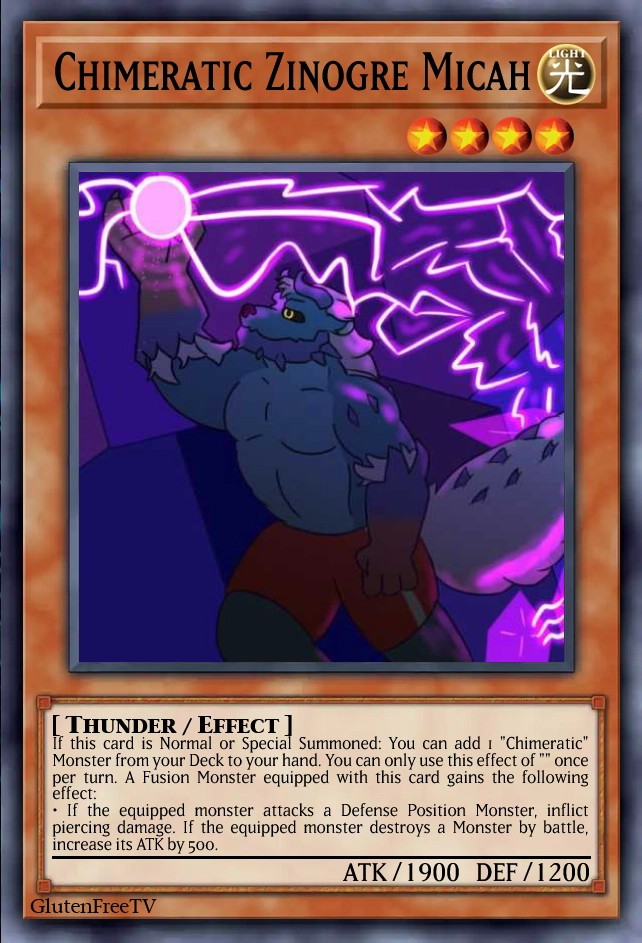 Chimeratic Zinogre Micah
LIGHT
光
[ Thunder / Effect ]
If this card is Normal or Special Summoned: You can add 1 "Chimeratic"
Monster from your Deck to your hand. You can only use this effect of "" once
per turn. A Fusion Monster equipped with this card gains the following
effect:
• If the equipped monster attacks a Defense Position Monster, inflict
piercing damage. If the equipped monster destroys a Monster by battle,
increase its ATK by 500.
ATK/1900 DEF/1200
GlutenFreeTV